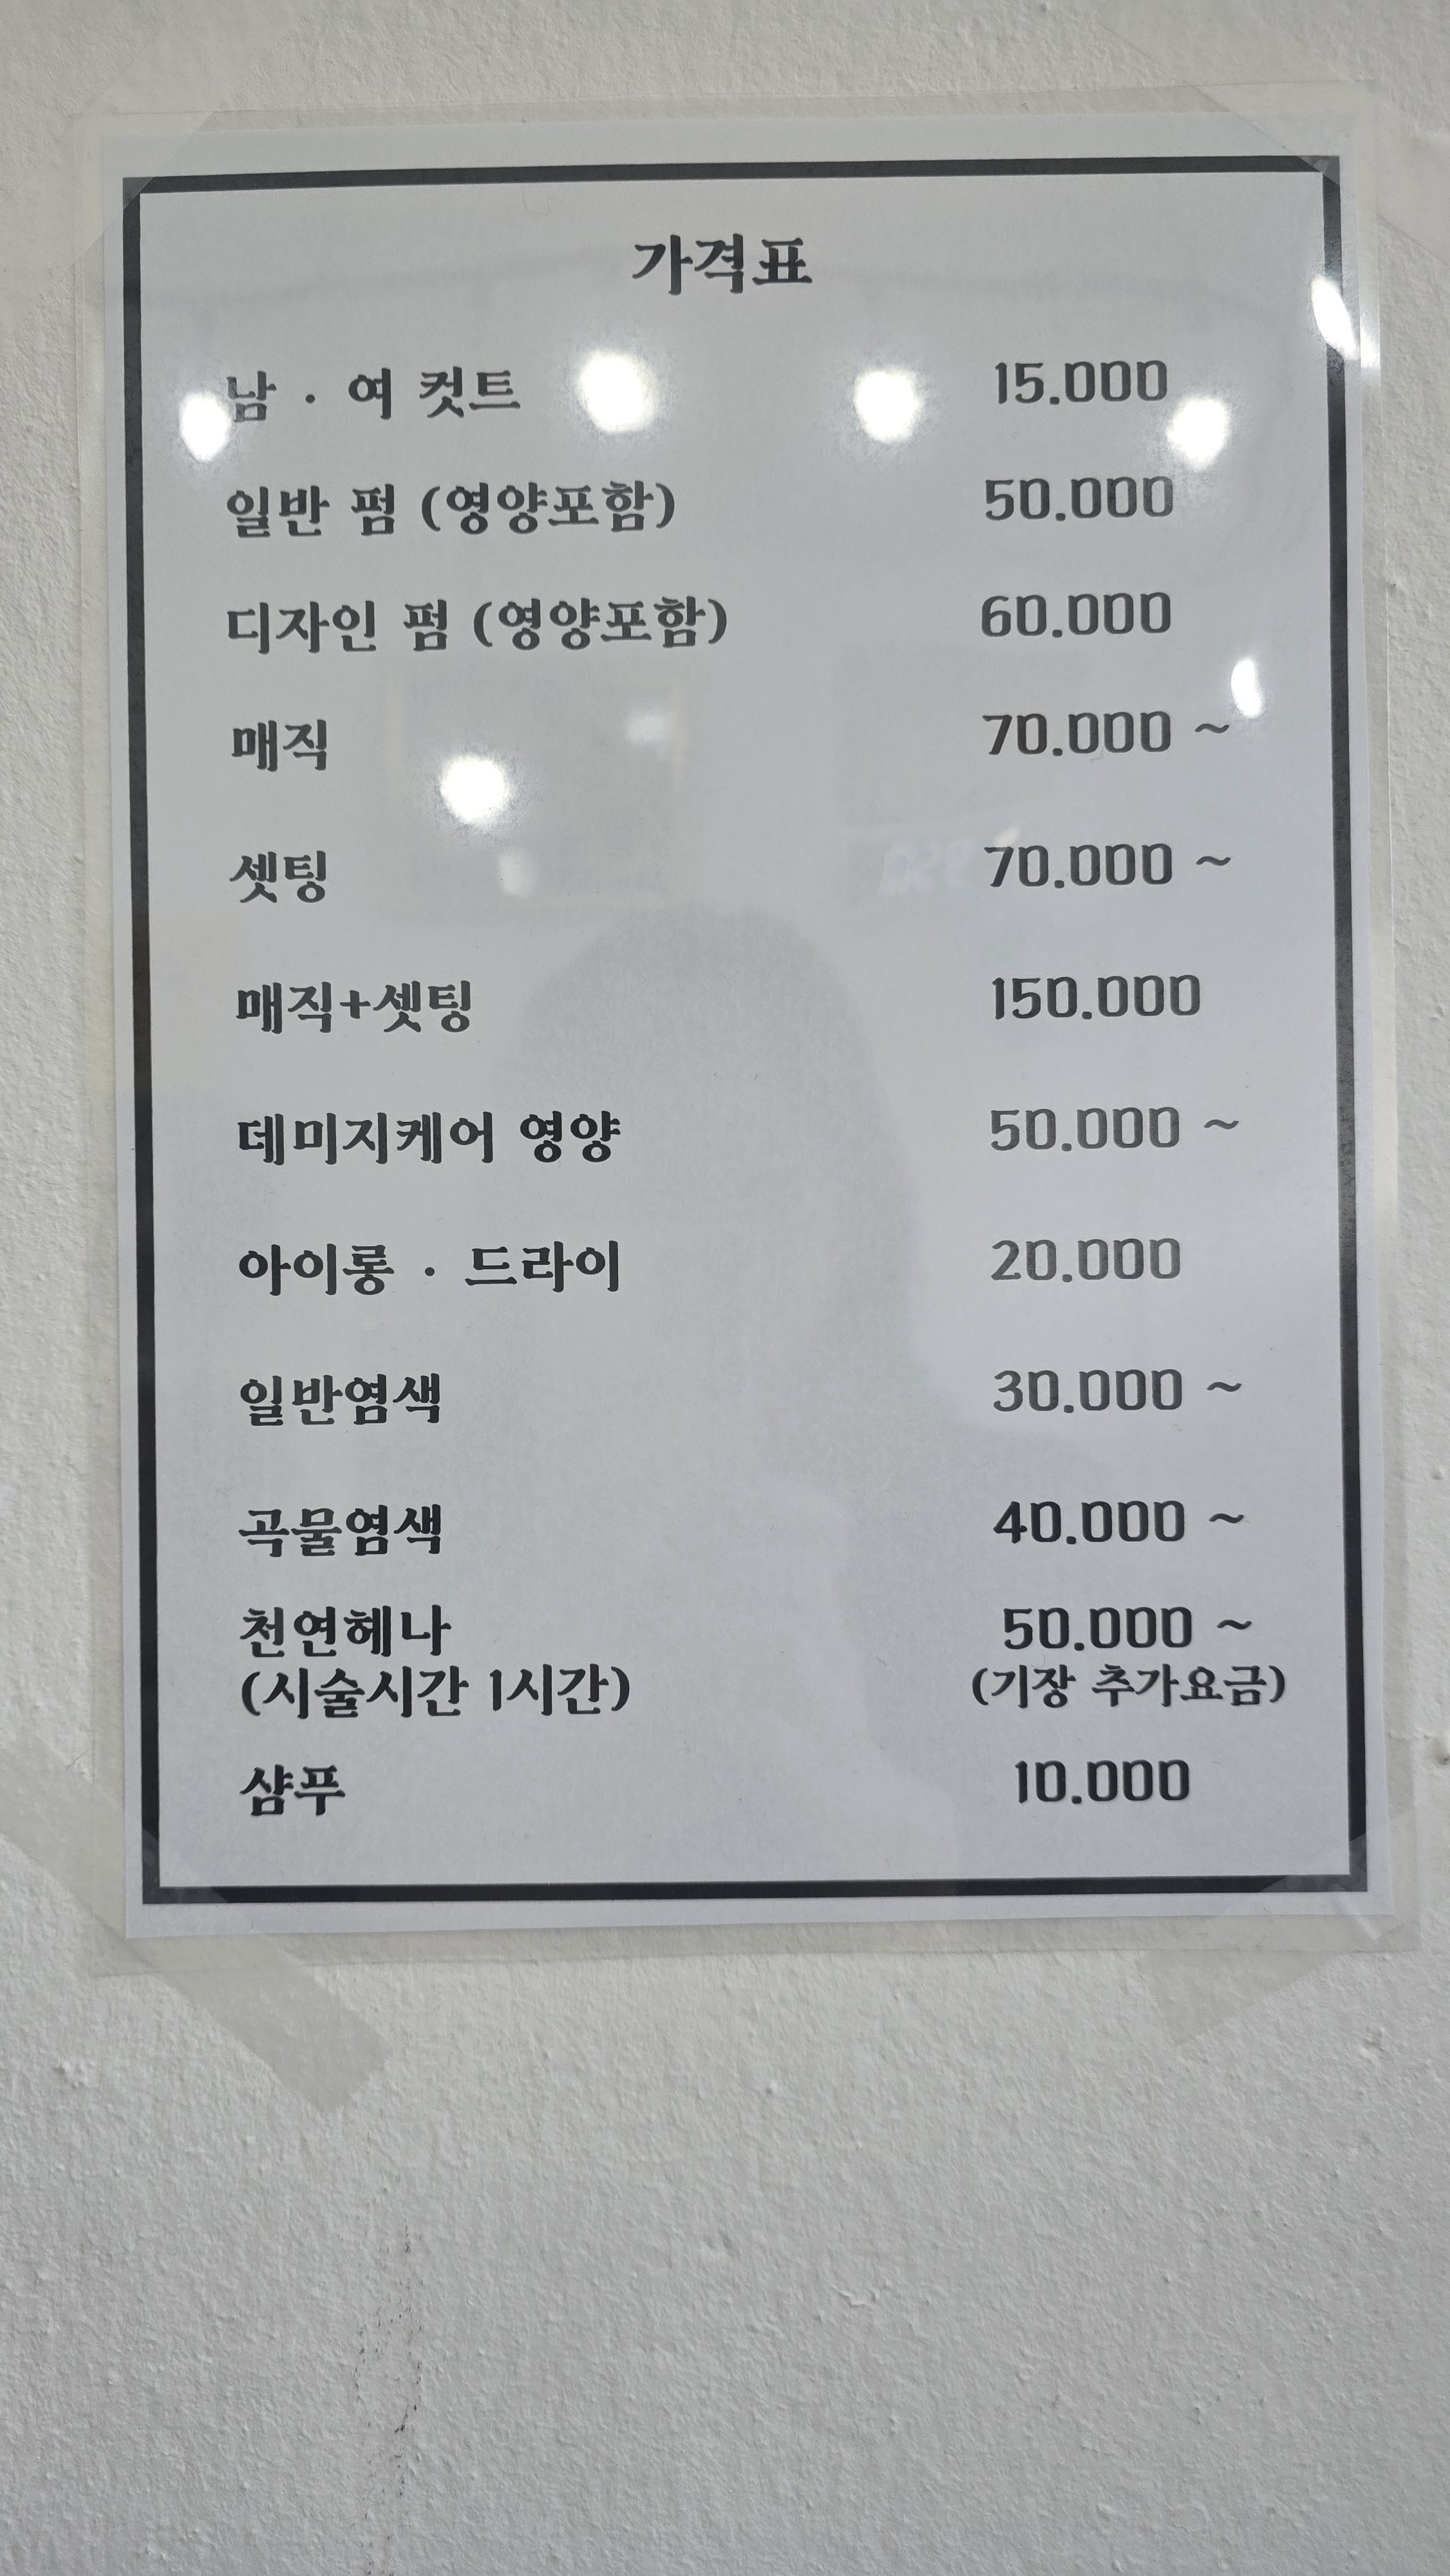 가격표
남 · 여 컷트 15.000
일반 펌 (영양포함) 50.000
디자인 펌 (영양포함) 60.000
매직 70.000 ~
셋팅 70.000 ~
매직+셋팅 150.000
데미지케어 영양 50.000 ~
아이롱 · 드라이 20.000
일반염색 30.000 ~
곡물염색 40.000 ~
천연헤나 50.000 ~
(시술시간 1시간) (기장 추가요금)
샴푸 10.000